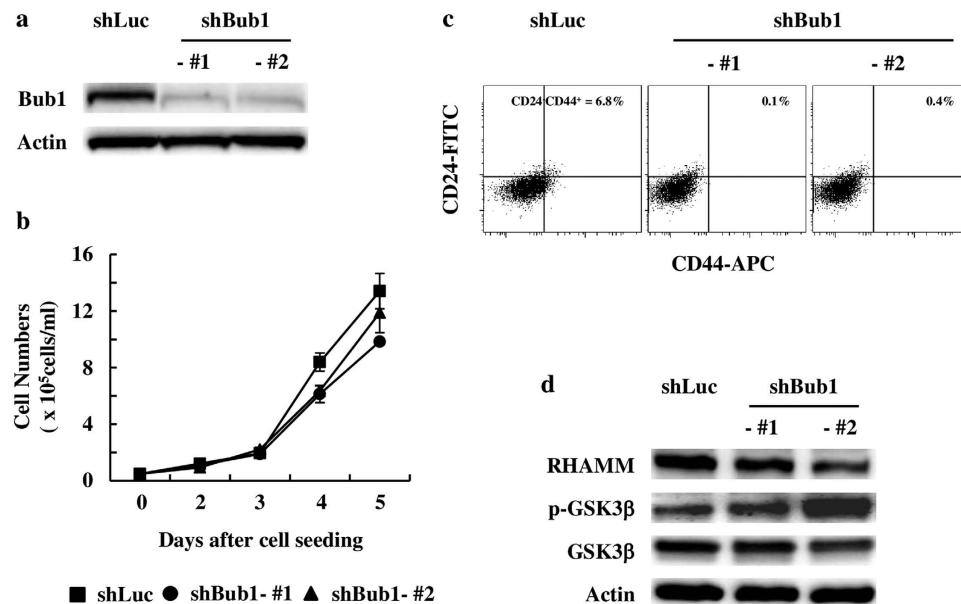 a
shLuc
shBub1
- #1
- #2
Bub1
Actin
b
16
12
8
4
0
Cell Numbers
( x 10⁵cells/ml)
0
2
3
4
5
Days after cell seeding
shLuc
shBub1- #1
shBub1- #2
c
shLuc
shBub1
- #1
- #2
CD24 CD44⁺ = 6.8%
0.1%
0.4%
CD24-FITC
CD44-APC
d
shLuc
shBub1
- #1
- #2
RHAMM
p-GSK3β
GSK3β
Actin